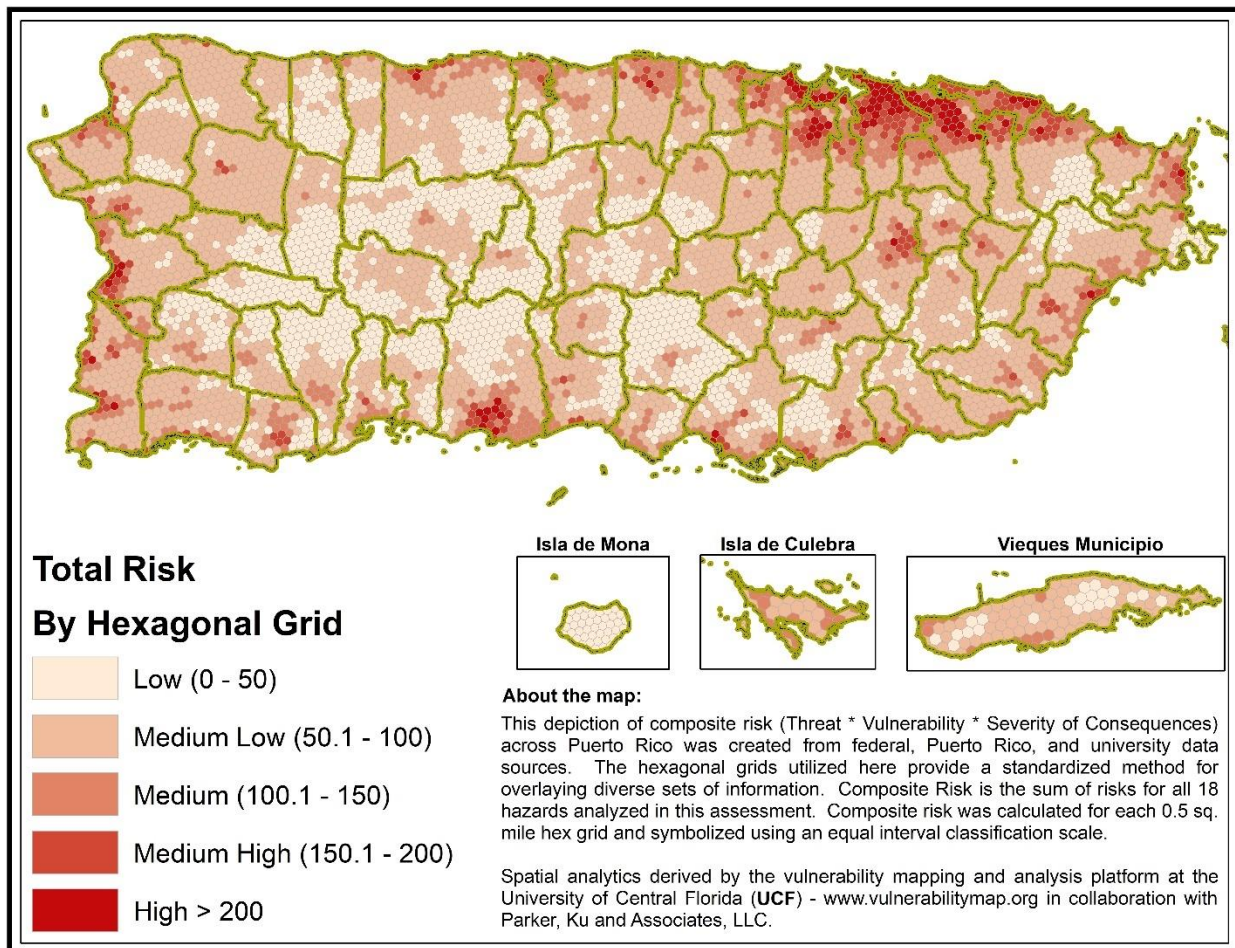 Isla de Mona
Isla de Culebra
Vieques Municipio
Total Risk
By Hexagonal Grid
Low (0 - 50)
Medium Low (50.1 - 100)
Medium (100.1 - 150)
Medium High (150.1 - 200)
High > 200
About the map:
This depiction of composite risk (Threat * Vulnerability * Severity of Consequences)
across Puerto Rico was created from federal, Puerto Rico, and university data
sources. The hexagonal grids utilized here provide a standardized method for
overlaying diverse sets of information. Composite Risk is the sum of risks for all 18
hazards analyzed in this assessment. Composite risk was calculated for each 0.5 sq.
mile hex grid and symbolized using an equal interval classification scale.
Spatial analytics derived by the vulnerability mapping and analysis platform at the
University of Central Florida (UCF) - www.vulnerabilitymap.org in collaboration with
Parker, Ku and Associates, LLC.